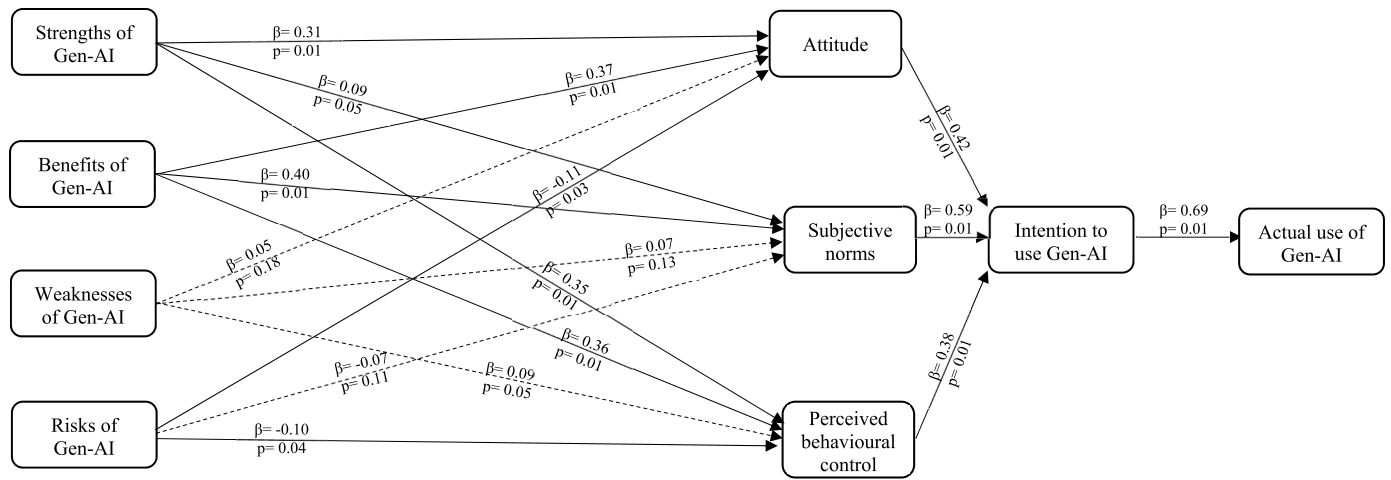 Strengths of
Gen-AI
β= 0.31
p= 0.01
Attitude
β= 0.09
p= 0.05
β= 0.37
p= 0.01
β= 0.42
p= 0.01
Benefits of
Gen-AI
β= 0.40
p= 0.01
β= -0.11
p= 0.03
Subjective
norms
β= 0.59
p= 0.01
Intention to
use Gen-AI
β= 0.69
p= 0.01
Actual use of
Gen-AI
β= 0.05
p= 0.18
β= 0.07
p= 0.13
Weaknesses
of Gen-AI
β= 0.35
p= 0.01
β= 0.36
p= 0.01
β= -0.07
p= 0.11
β= 0.09
p= 0.05
β= 0.38
p= 0.01
Risks of
Gen-AI
β= -0.10
p= 0.04
Perceived
behavioural
control